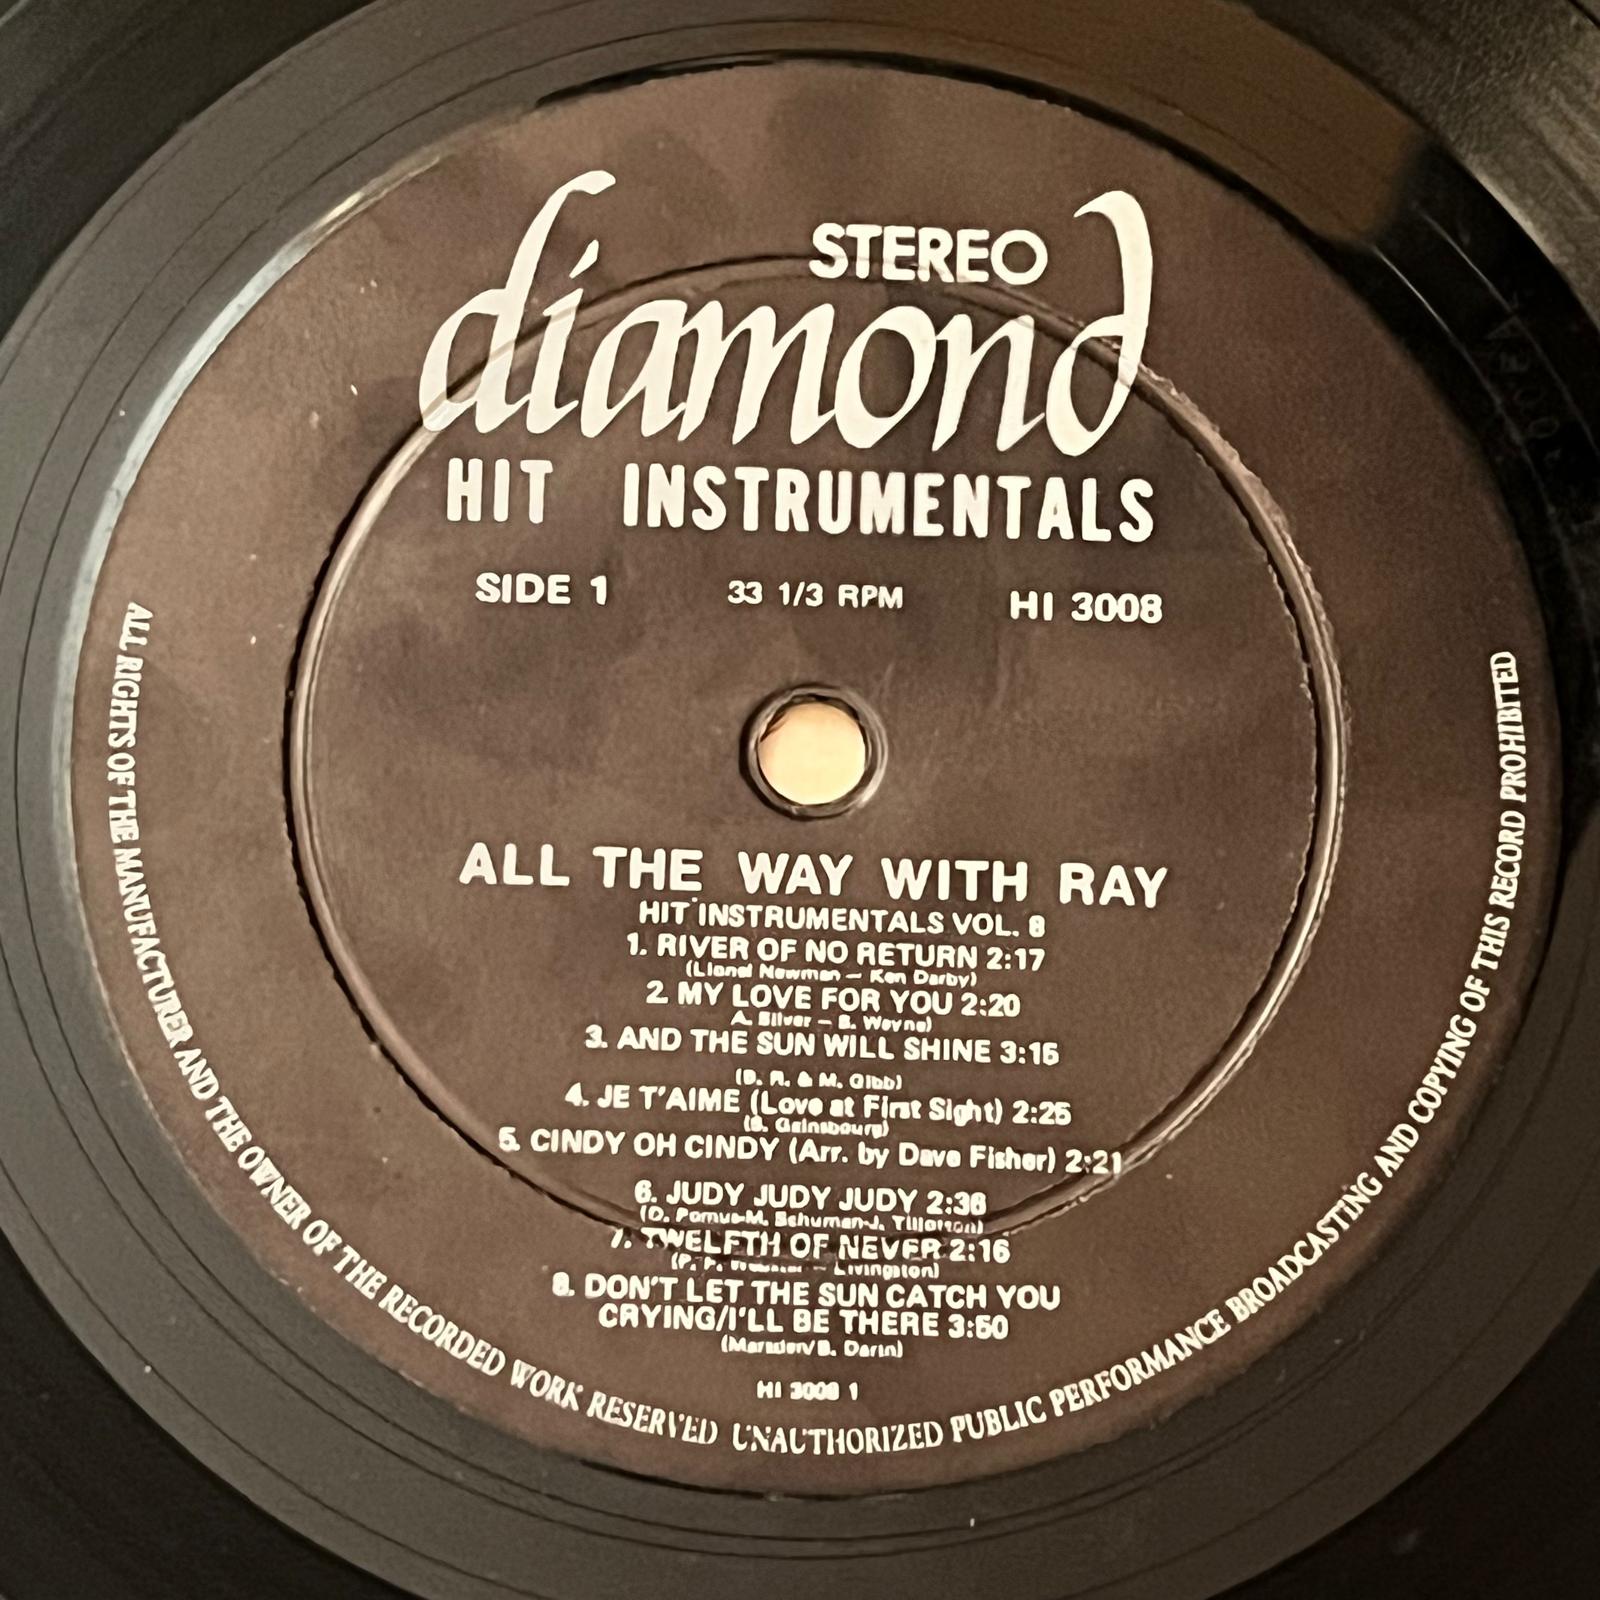 STEREO
diamond
HIT INSTRUMENTALS
SIDE 1 33 1/3 RPM HI 3008
ALL THE WAY WITH RAY
HIT INSTRUMENTALS VOL. 8
1. RIVER OF NO RETURN 2:17
(Lionel Newman – Ken Darby)
2. MY LOVE FOR YOU 2:20
A. Silver – S. Wayne)
3. AND THE SUN WILL SHINE 3:15
(B. R. & M. Gibb)
4. JE T'AIME (Love at First Sight) 2:25
(S. Gainsbourg)
5. CINDY OH CINDY (Arr. by Dave Fisher) 2:21
6. JUDY JUDY JUDY 2:36
(D. Pomus-M. Schuman-J. Tillotson)
7. TWELFTH OF NEVER 2:16
(P. F. Webster – Livingston)
8. DON'T LET THE SUN CATCH YOU
CRYING/I'LL BE THERE 3:50
(Marsden/B. Darin)
HI 3008 1
ALL RIGHTS OF THE MANUFACTURER AND THE OWNER OF THE RECORDED WORK RESERVED UNAUTHORIZED PUBLIC PERFORMANCE BROADCASTING AND COPYING OF THIS RECORD PROHIBITED